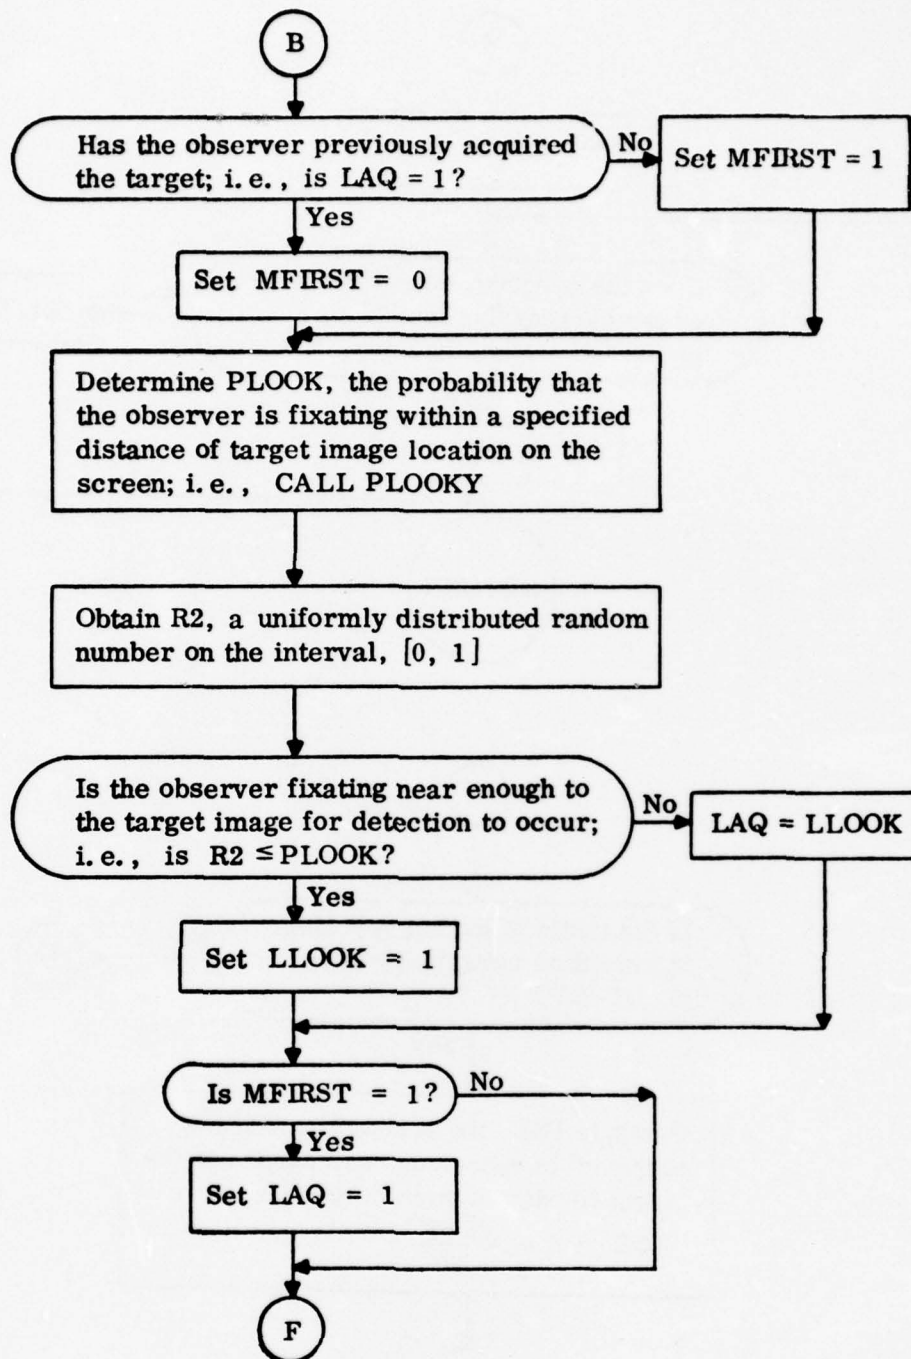 B
Has the observer previously acquired
the target; i.e., is LAQ = 1?
No
Set MFIRST = 1
Yes
Set MFIRST = 0
Determine PLOOK, the probability that
the observer is fixating within a specified
distance of target image location on the
screen; i.e., CALL PLOOKY
Obtain R2, a uniformly distributed random
number on the interval, [0, 1]
Is the observer fixating near enough to
the target image for detection to occur;
i.e., is R2 ≤ PLOOK?
No
LAQ = LLOOK
Yes
Set LLOOK = 1
Is MFIRST = 1?
No
Yes
Set LAQ = 1
F